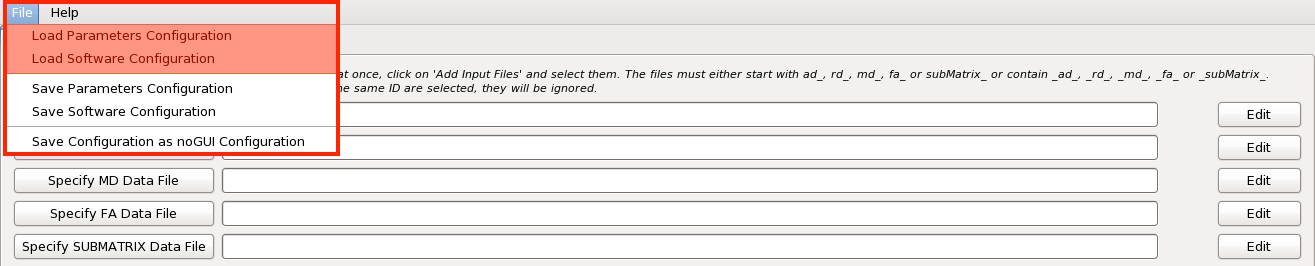 File Help
Load Parameters Configuration
Load Software Configuration
at once, click on 'Add Input Files' and select them. The files must either start with ad_, rd_, md_, fa_ or subMatrix_ or contain _ad_, _rd_, _md_, _fa_ or _subMatrix_.
Save Parameters Configuration
the same ID are selected, they will be ignored.
Save Software Configuration
Edit
Save Configuration as noGUI Configuration
Edit
Specify MD Data File
Edit
Specify FA Data File
Edit
Specify SUBMATRIX Data File
Edit